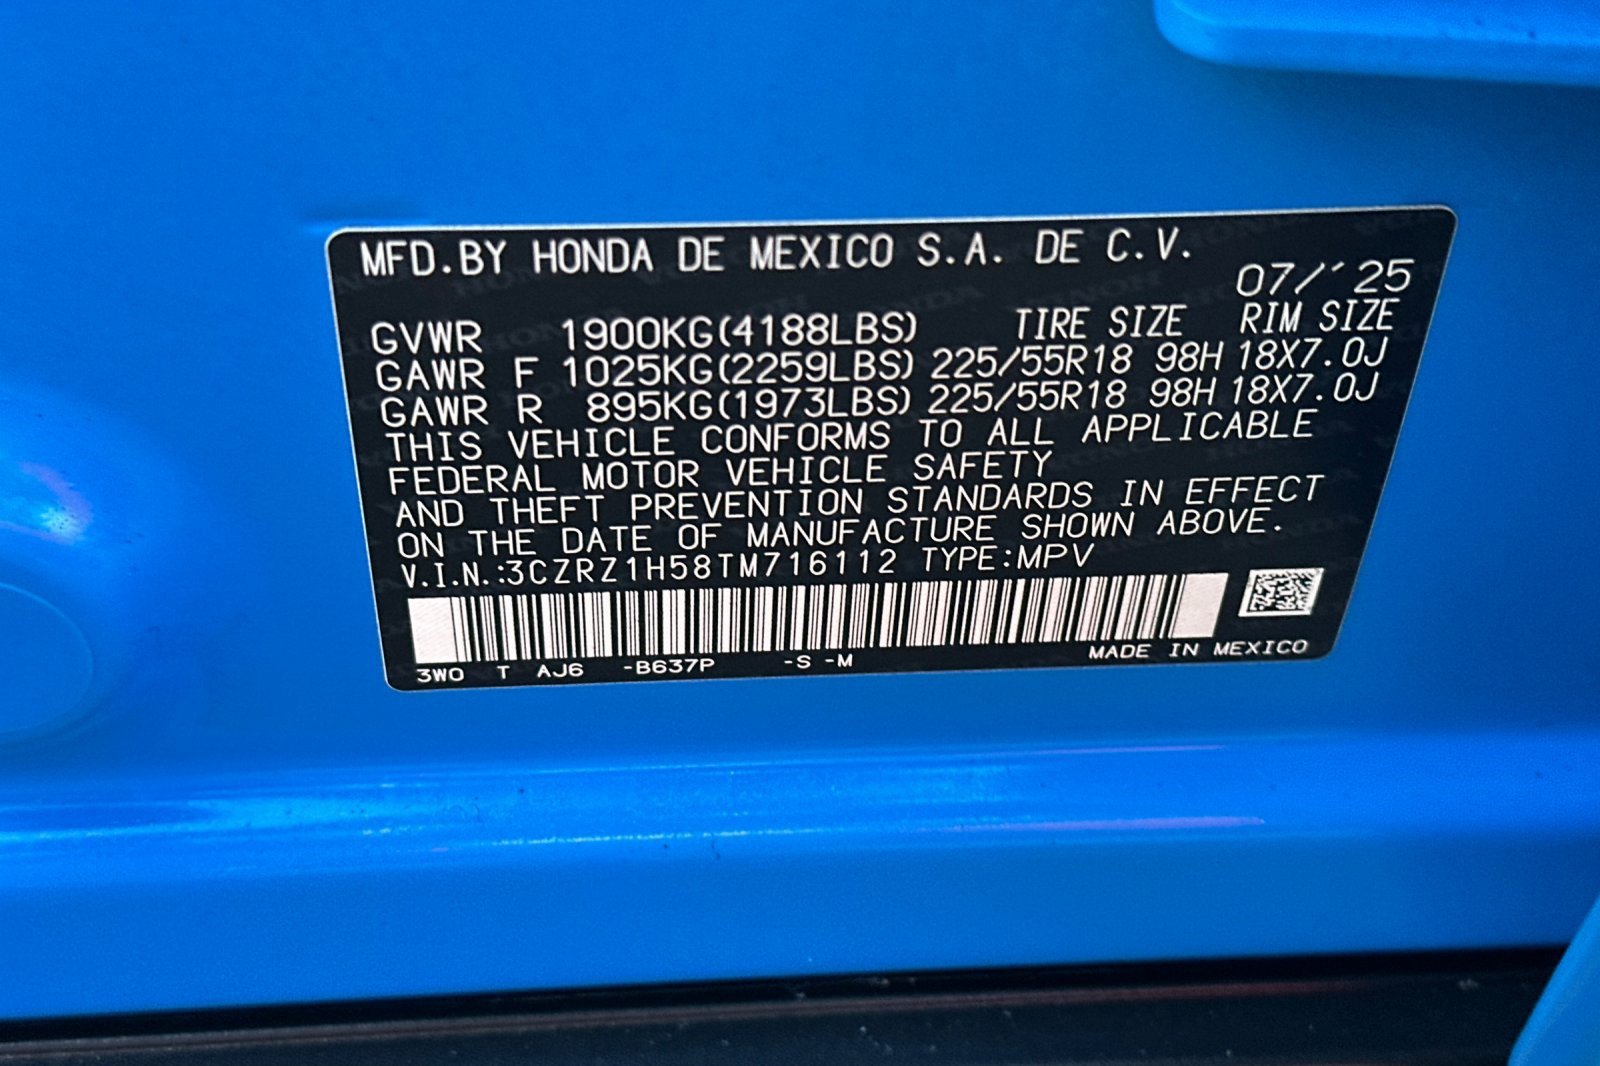 MFD.BY HONDA DE MEXICO S.A. DE C.V.
07/'25
GVWR 1900KG(4188LBS) TIRE SIZE RIM SIZE
GAWR F 1025KG(2259LBS) 225/55R18 98H 18X7.0J
GAWR R 895KG(1973LBS) 225/55R18 98H 18X7.0J
THIS VEHICLE CONFORMS TO ALL APPLICABLE
FEDERAL MOTOR VEHICLE SAFETY
AND THEFT PREVENTION STANDARDS IN EFFECT
ON THE DATE OF MANUFACTURE SHOWN ABOVE.
V.I.N.:3CZRZ1H58TM716112 TYPE:MPV
3W0 T AJ6 -B637P -S -M MADE IN MEXICO